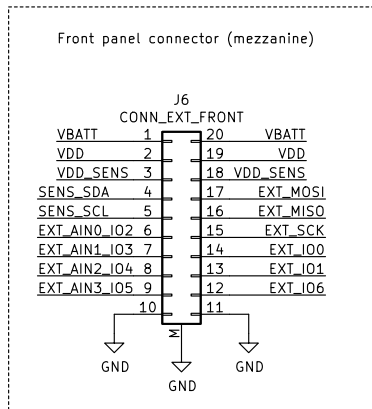 Front panel connector (mezzanine)
J6
CONN_EXT_FRONT
VBATT 1 20 VBATT
VDD 2 19 VDD
VDD_SENS 3 18 VDD_SENS
SENS_SDA 4 17 EXT_MOSI
SENS_SCL 5 16 EXT_MISO
EXT_AIN0_IO2 6 15 EXT_SCK
EXT_AIN1_IO3 7 14 EXT_IO0
EXT_AIN2_IO4 8 13 EXT_IO1
EXT_AIN3_IO5 9 12 EXT_IO6
10 11
M
GND GND
GND